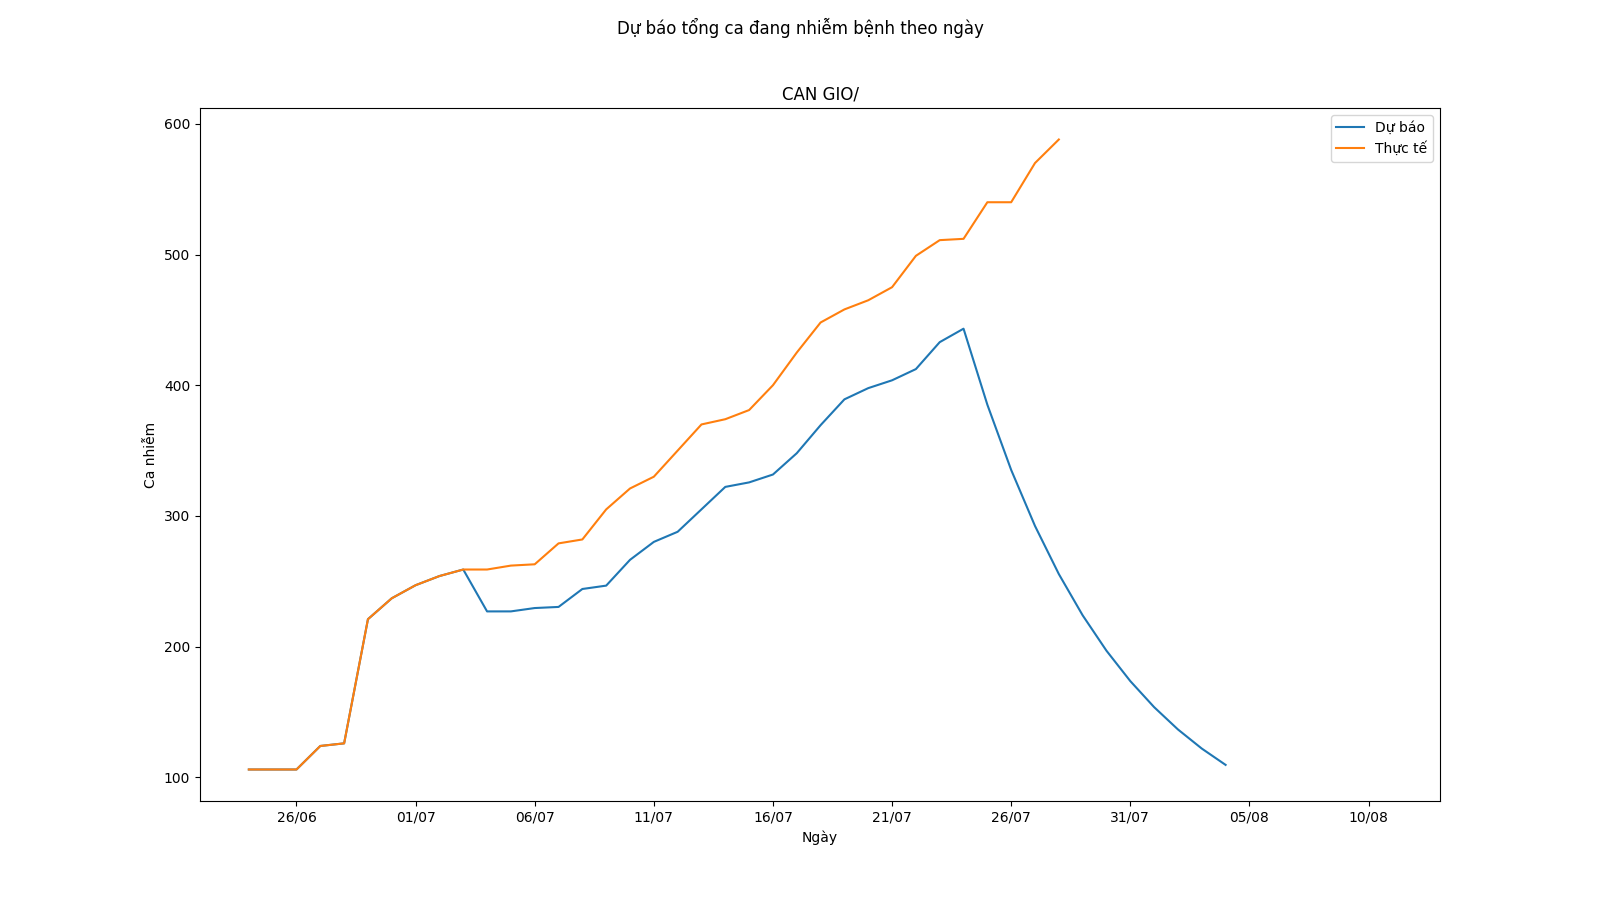 Dự báo tổng ca đang nhiễm bệnh theo ngày
CAN GIO/
600
500
400
300
200
100
Ca nhiễm
Dự báo
Thực tế
26/06 01/07 06/07 11/07 16/07 21/07 26/07 31/07 05/08 10/08
Ngày